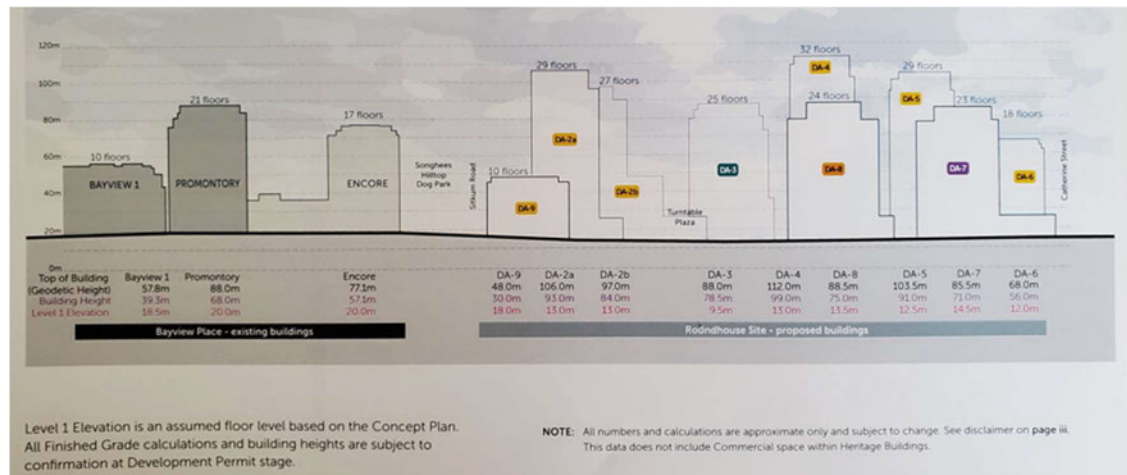 120m
100m
80m
60m
40m
20m
0m
10 floors
BAYVIEW 1
21 floors
PROMONTORY
17 floors
ENCORE
Songhees
Hilltop
Dog Park
Sitkum Road
10 floors
DA-9
29 floors
DA-2a
27 floors
DA-2b
Turntable
Plaza
25 floors
DA-3
32 floors
DA-4
24 floors
DA-8
29 floors
DA-5
23 floors
DA-7
18 floors
DA-6
Catherine Street
Top of Building Bayview 1 Promontory Encore DA-9 DA-2a DA-2b DA-3 DA-4 DA-8 DA-5 DA-7 DA-6
(Geodetic Height) 57.8m 88.0m 77.1m 48.0m 106.0m 97.0m 88.0m 112.0m 88.5m 103.5m 85.5m 68.0m
Building Height 39.3m 68.0m 57.1m 30.0m 93.0m 84.0m 78.5m 99.0m 75.0m 91.0m 71.0m 56.0m
Level 1 Elevation 18.5m 20.0m 20.0m 18.0m 13.0m 13.0m 9.5m 13.0m 13.5m 12.5m 14.5m 12.0m
Bayview Place - existing buildings
Rodndhouse Site - proposed buildings
Level 1 Elevation is an assumed floor level based on the Concept Plan.
All Finished Grade calculations and building heights are subject to
confirmation at Development Permit stage.
NOTE: All numbers and calculations are approximate only and subject to change. See disclaimer on page iii.
This data does not include Commercial space within Heritage Buildings.